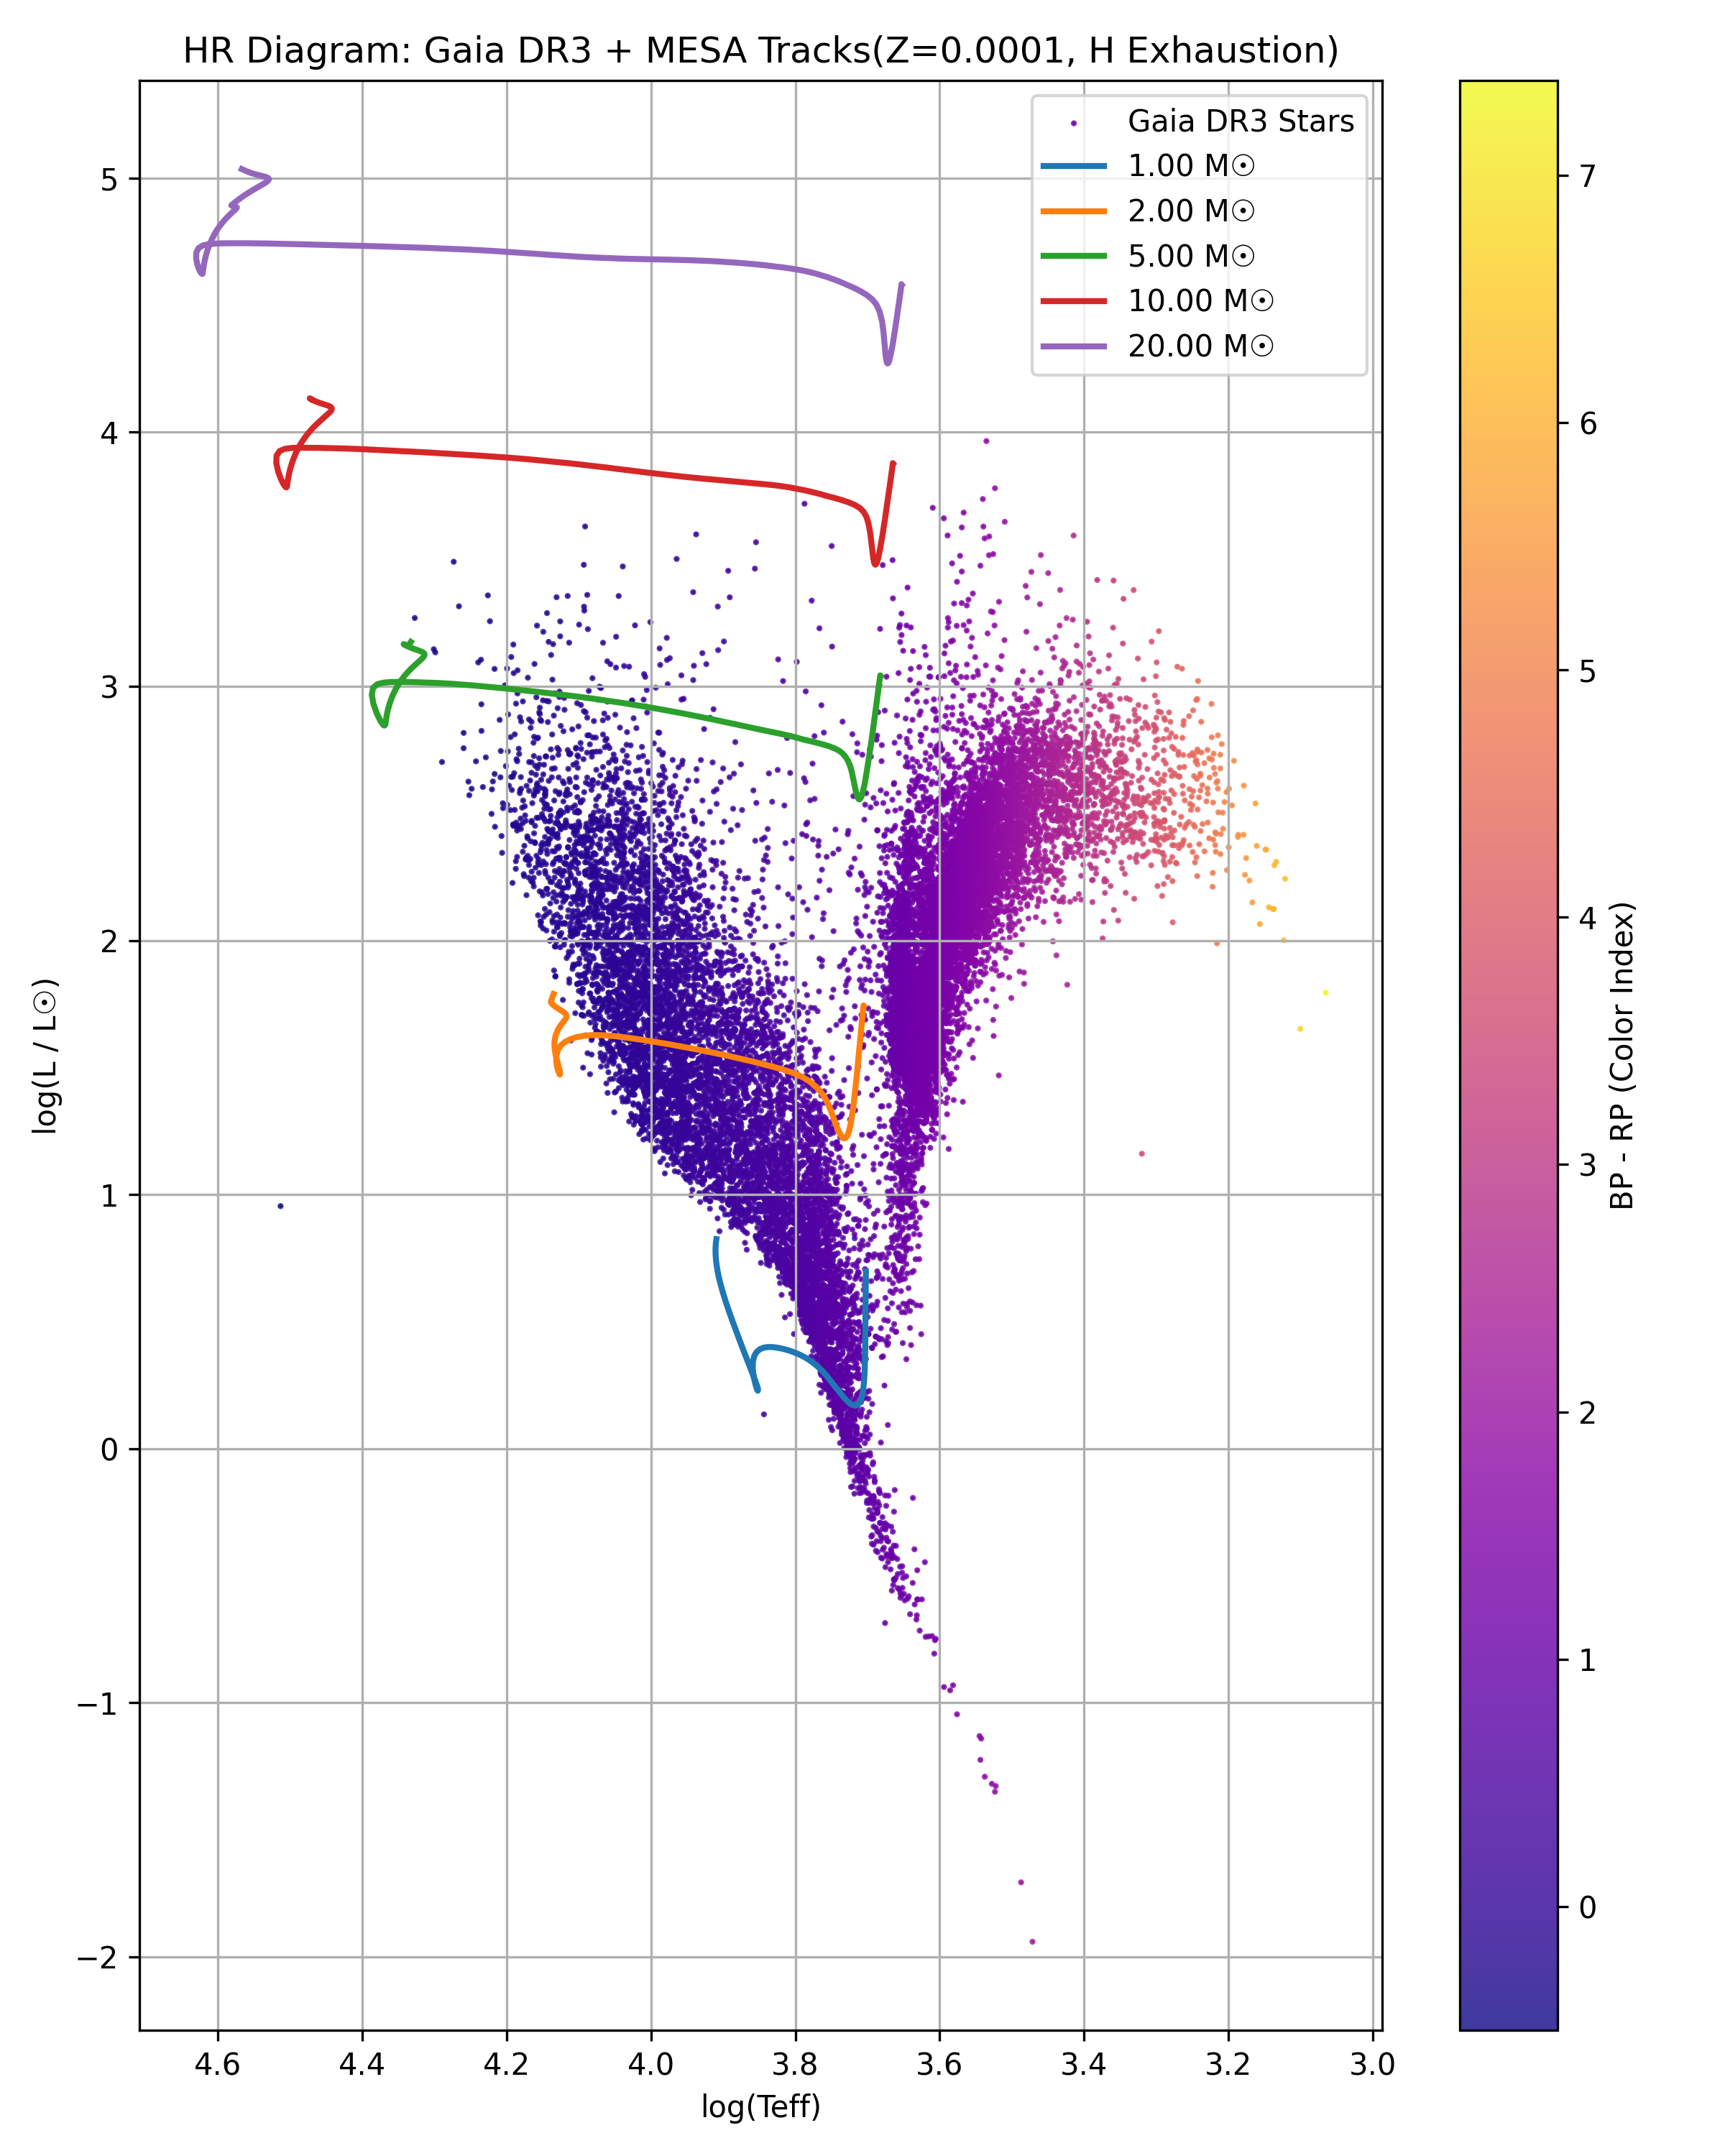 HR Diagram: Gaia DR3 + MESA Tracks(Z=0.0001, H Exhaustion)
Gaia DR3 Stars
1.00 M☉
2.00 M☉
5.00 M☉
10.00 M☉
20.00 M☉
5
4
3
2
1
0
−1
−2
log(L / L☉)
4.6 4.4 4.2 4.0 3.8 3.6 3.4 3.2 3.0
log(Teff)
7
6
5
4
3
2
1
0
BP - RP (Color Index)